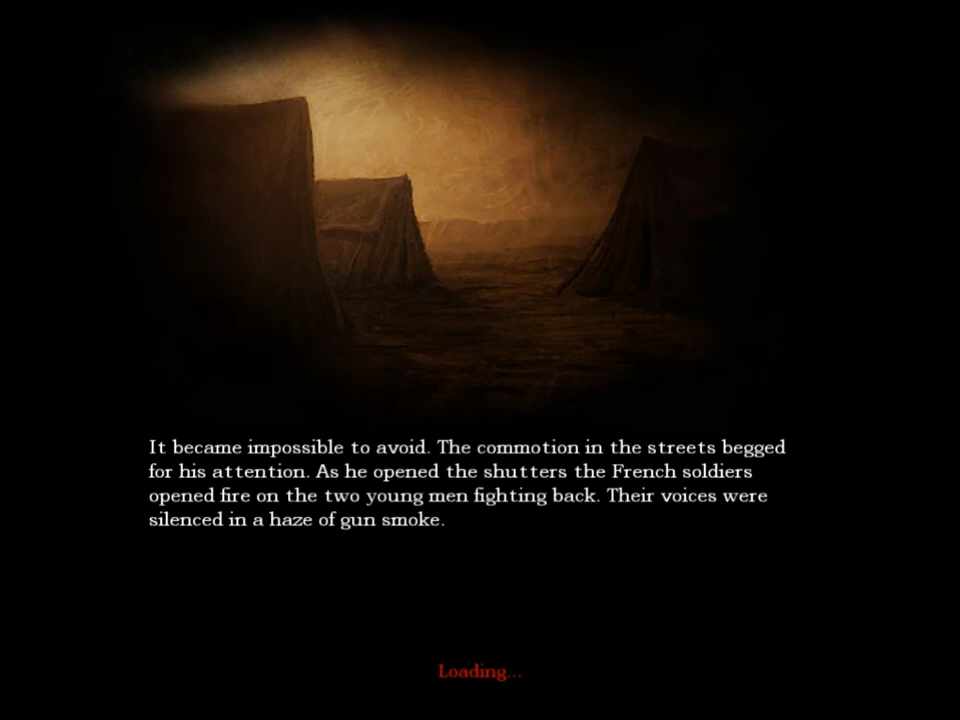 It became impossible to avoid. The commotion in the streets begged
for his attention. As he opened the shutters the French soldiers
opened fire on the two young men fighting back. Their voices were
silenced in a haze of gun smoke.
Loading...